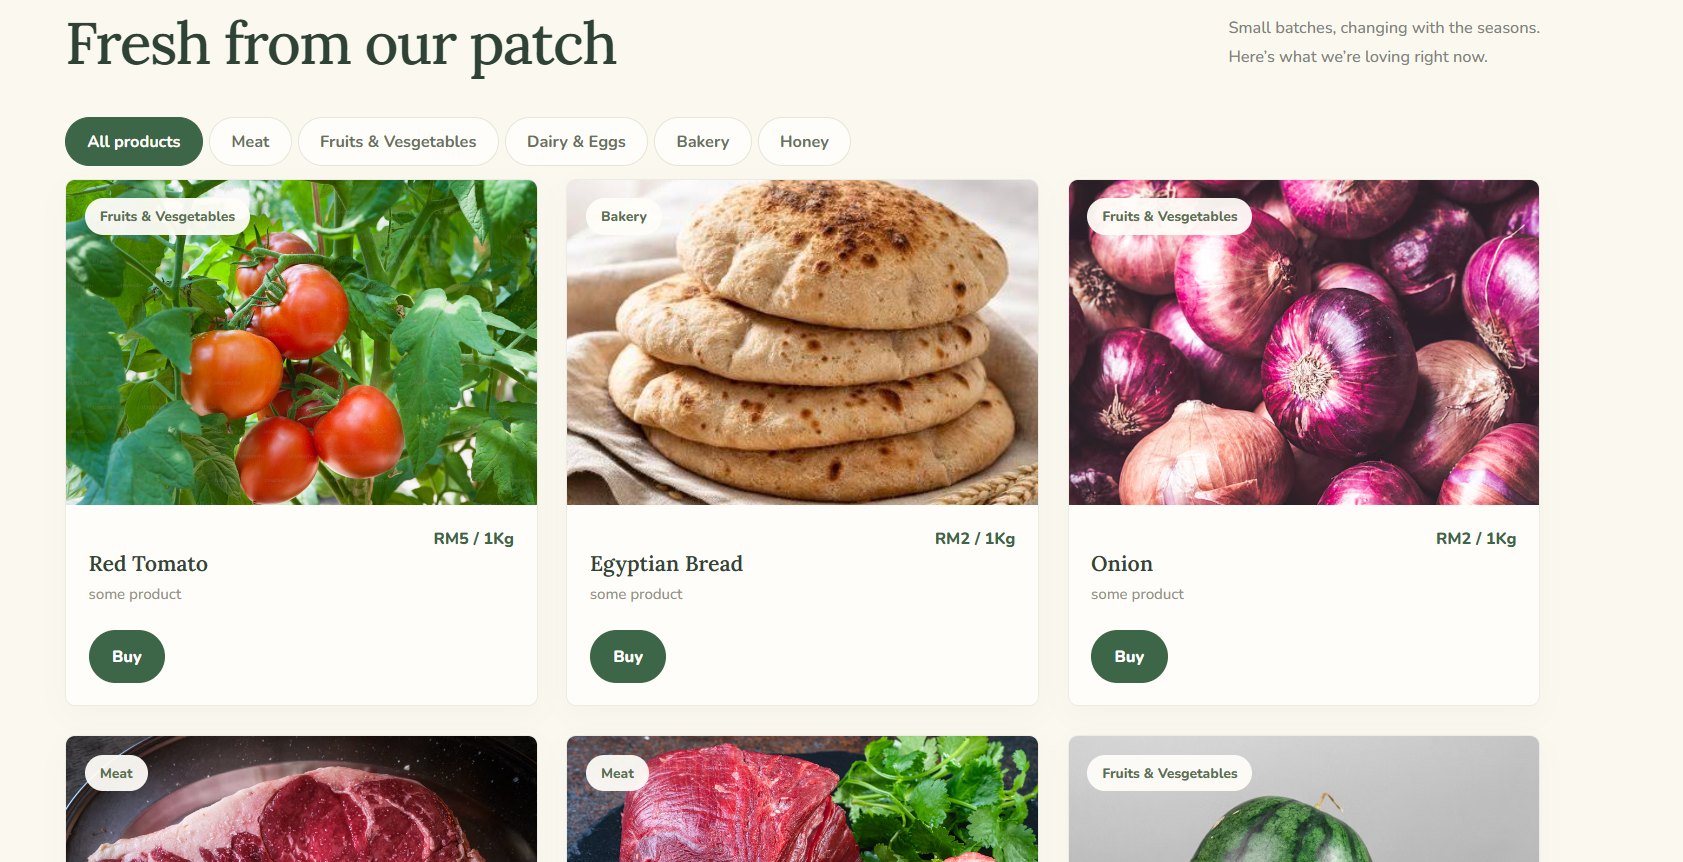 Fresh from our patch
Small batches, changing with the seasons.
Here's what we're loving right now.
All products
Meat
Fruits & Vesgetables
Dairy & Eggs
Bakery
Honey
Fruits & Vesgetables
Bakery
Fruits & Vesgetables
RM5 / 1Kg
Red Tomato
some product
Buy
RM2 / 1Kg
Egyptian Bread
some product
Buy
RM2 / 1Kg
Onion
some product
Buy
Meat
Meat
Fruits & Vesgetables